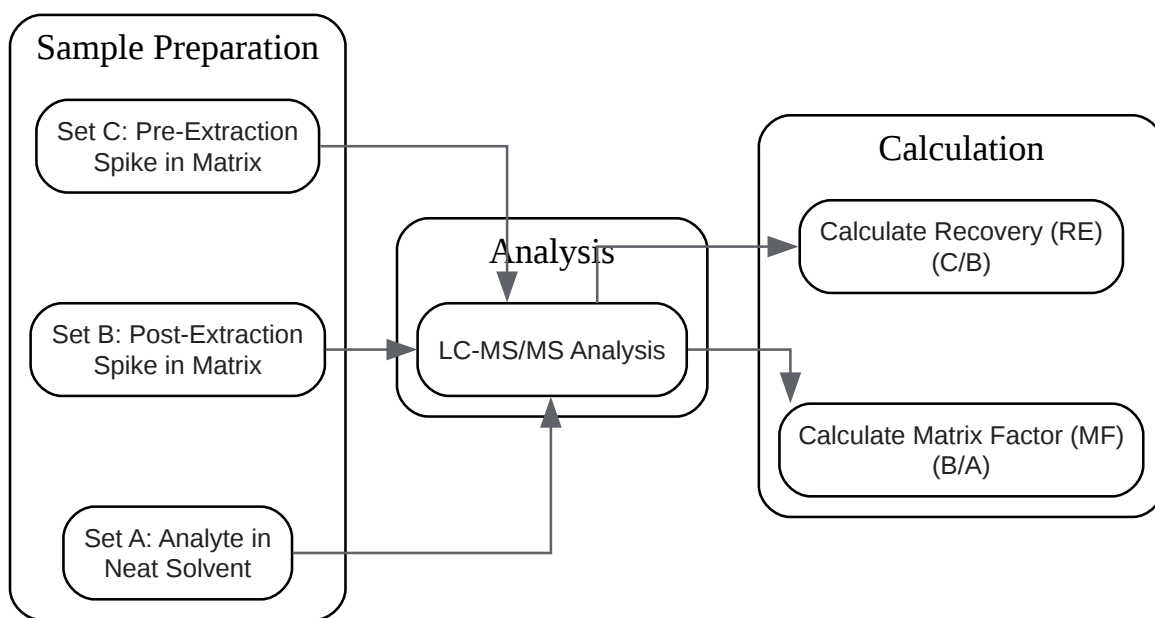 Sample Preparation
Set C: Pre-Extraction
Spike in Matrix
Set B: Post-Extraction
Spike in Matrix
Set A: Analyte in
Neat Solvent
Analysis
LC-MS/MS Analysis
Calculation
Calculate Recovery (RE)
(C/B)
Calculate Matrix Factor (MF)
(B/A)